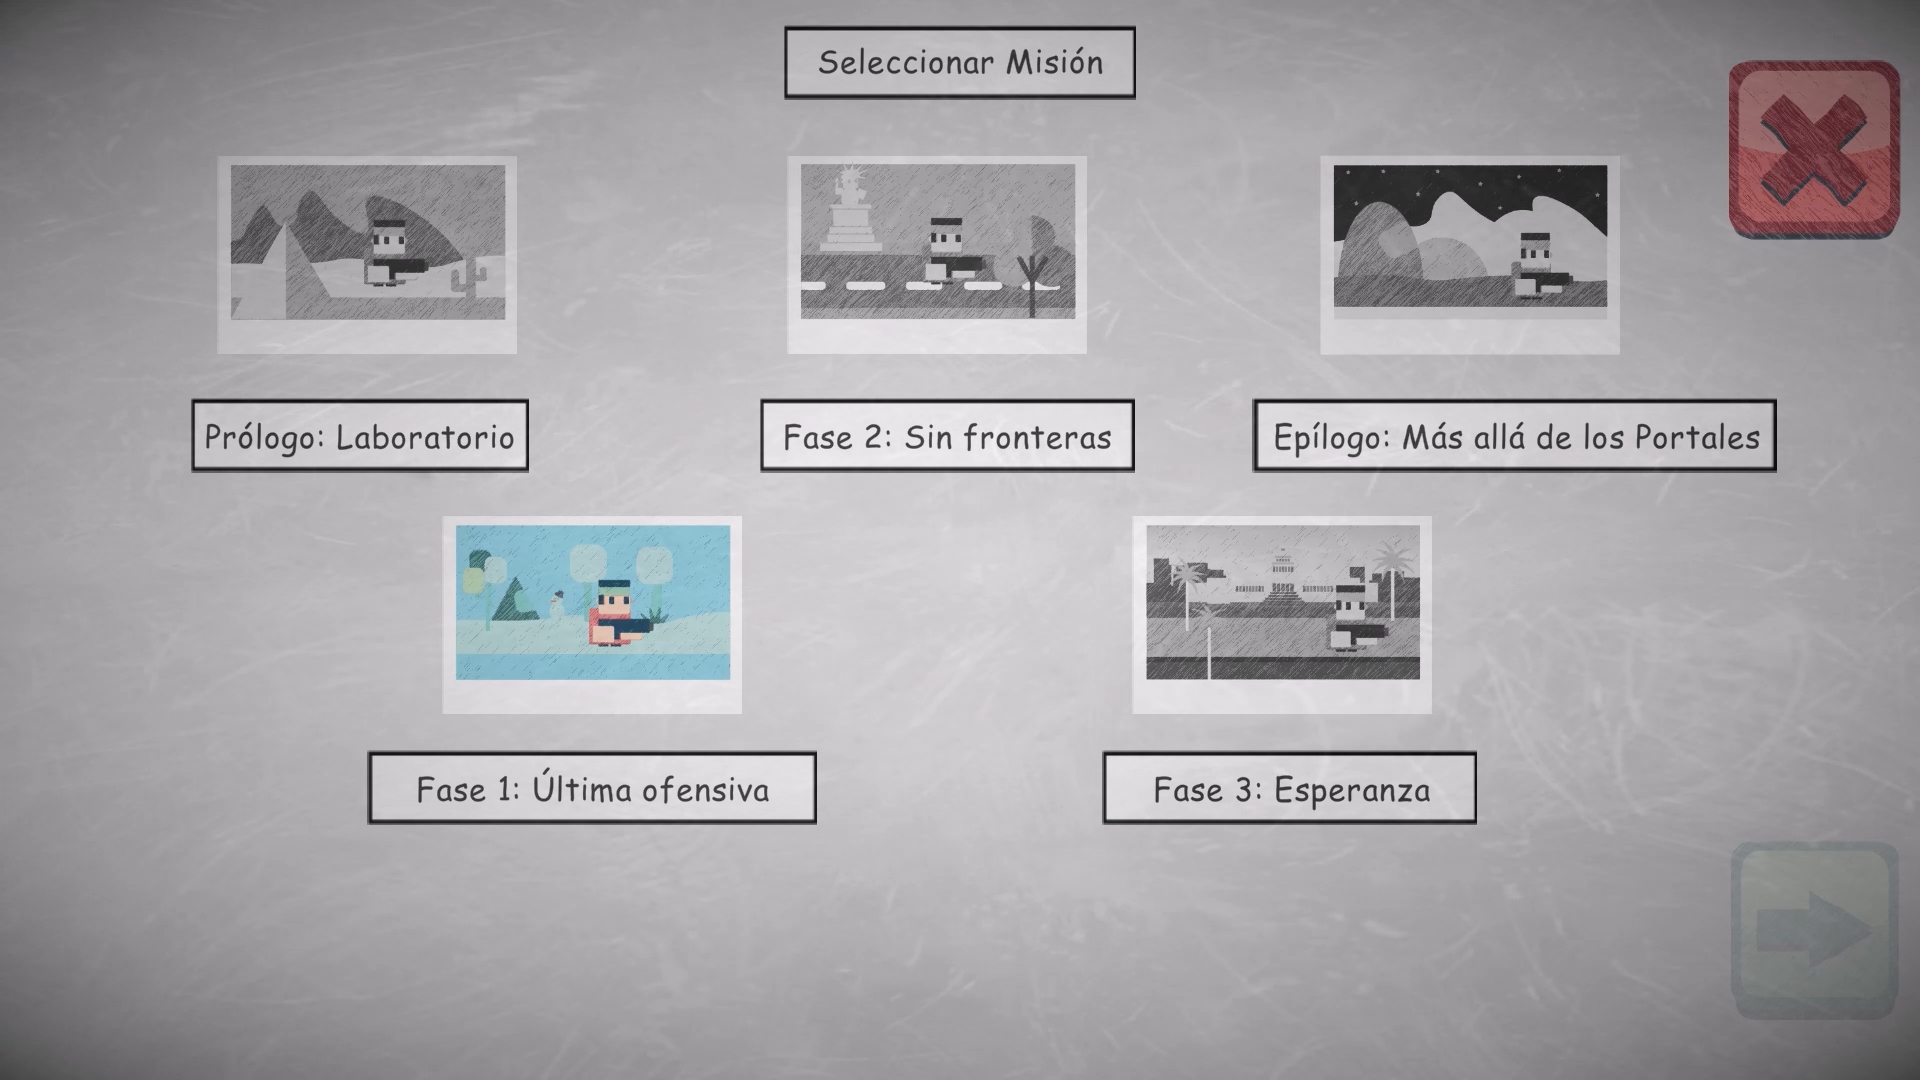 Seleccionar Misión
Prólogo: Laboratorio
Fase 2: Sin fronteras
Epílogo: Más allá de los Portales
Fase 1: Última ofensiva
Fase 3: Esperanza